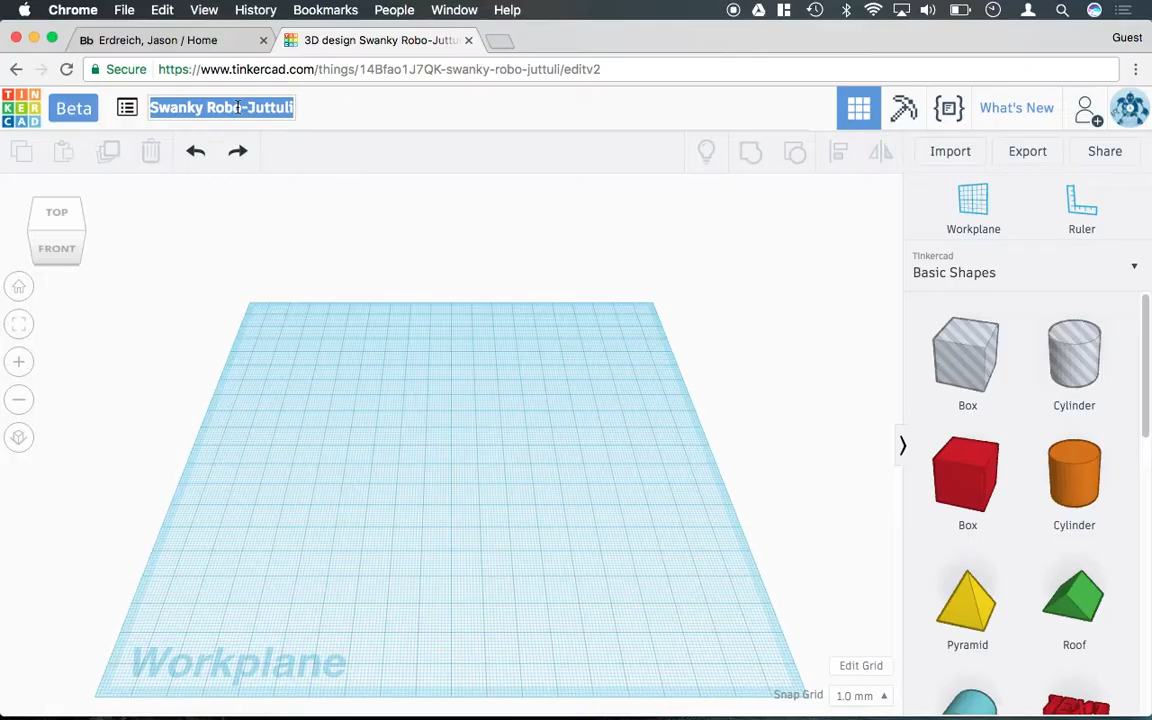 Chrome File Edit View History Bookmarks People Window Help
Bb Erdreich, Jason / Home
3D design Swanky Robo-Juttu
Guest
Secure https://www.tinkercad.com/things/14Bfao1J7QK-swanky-robo-juttuli/editv2
TIN
KER
CAD
Beta
Swanky Robo-Juttuli
What's New
Import Export Share
TOP
FRONT
Workplane Ruler
Tinkercad
Basic Shapes
Box Cylinder
Box Cylinder
Pyramid Roof
Workplane
Edit Grid
Snap Grid 1.0 mm